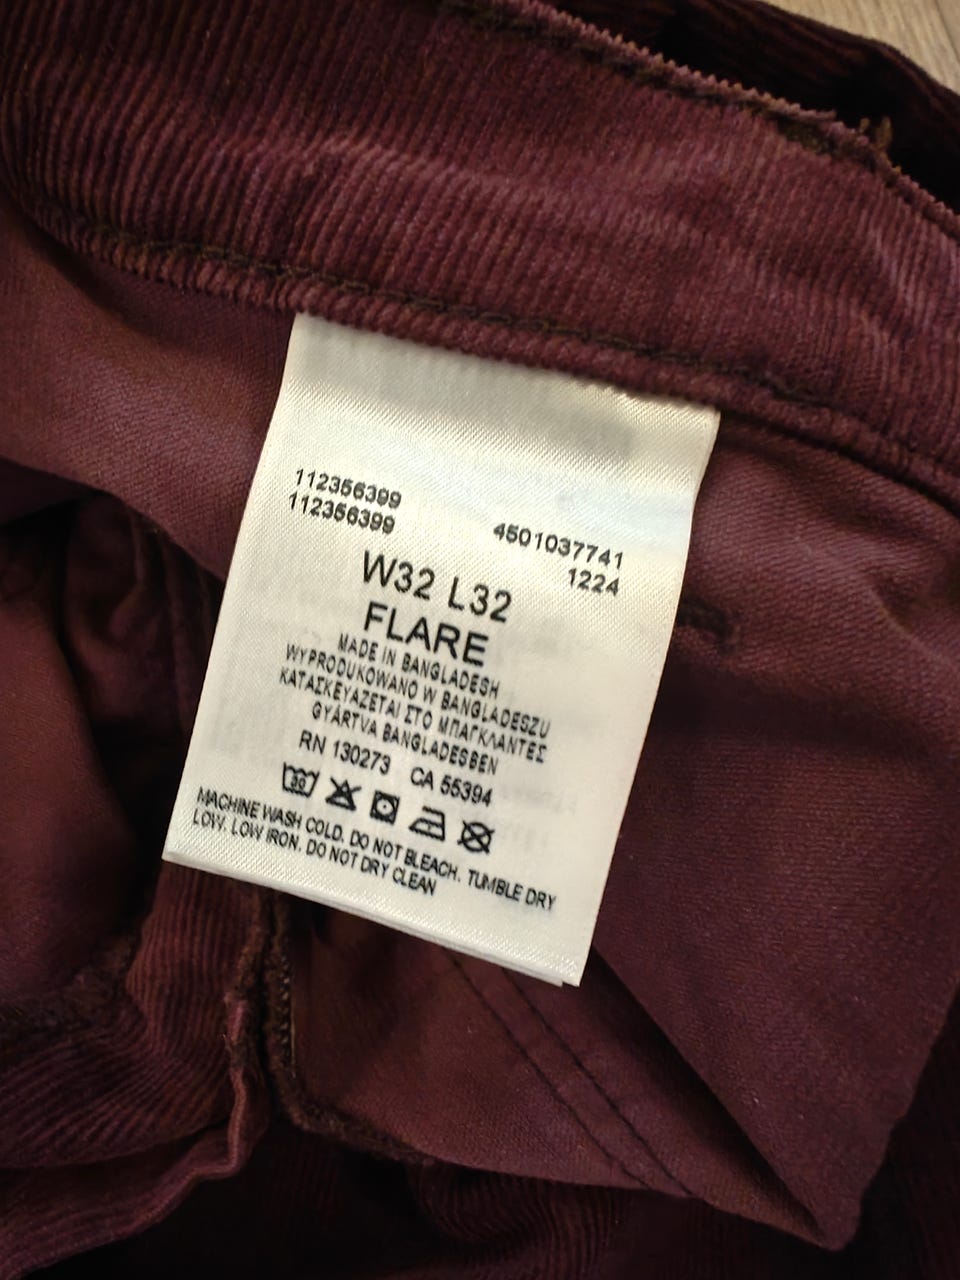 112356399
112356399
4501037741
1224
W32 L32
FLARE
MADE IN BANGLADESH
WYPRODUKOWANO W BANGLADESZU
ΚΑΤΑΣΚΕΥΑΖΕΤΑΙ ΣΤΟ ΜΠΑΓΚΛΑΝΤΕΣ
GYÁRTVA BANGLADESBEN
RN 130273 CA 55394
30
MACHINE WASH COLD. DO NOT BLEACH. TUMBLE DRY
LOW. LOW IRON. DO NOT DRY CLEAN